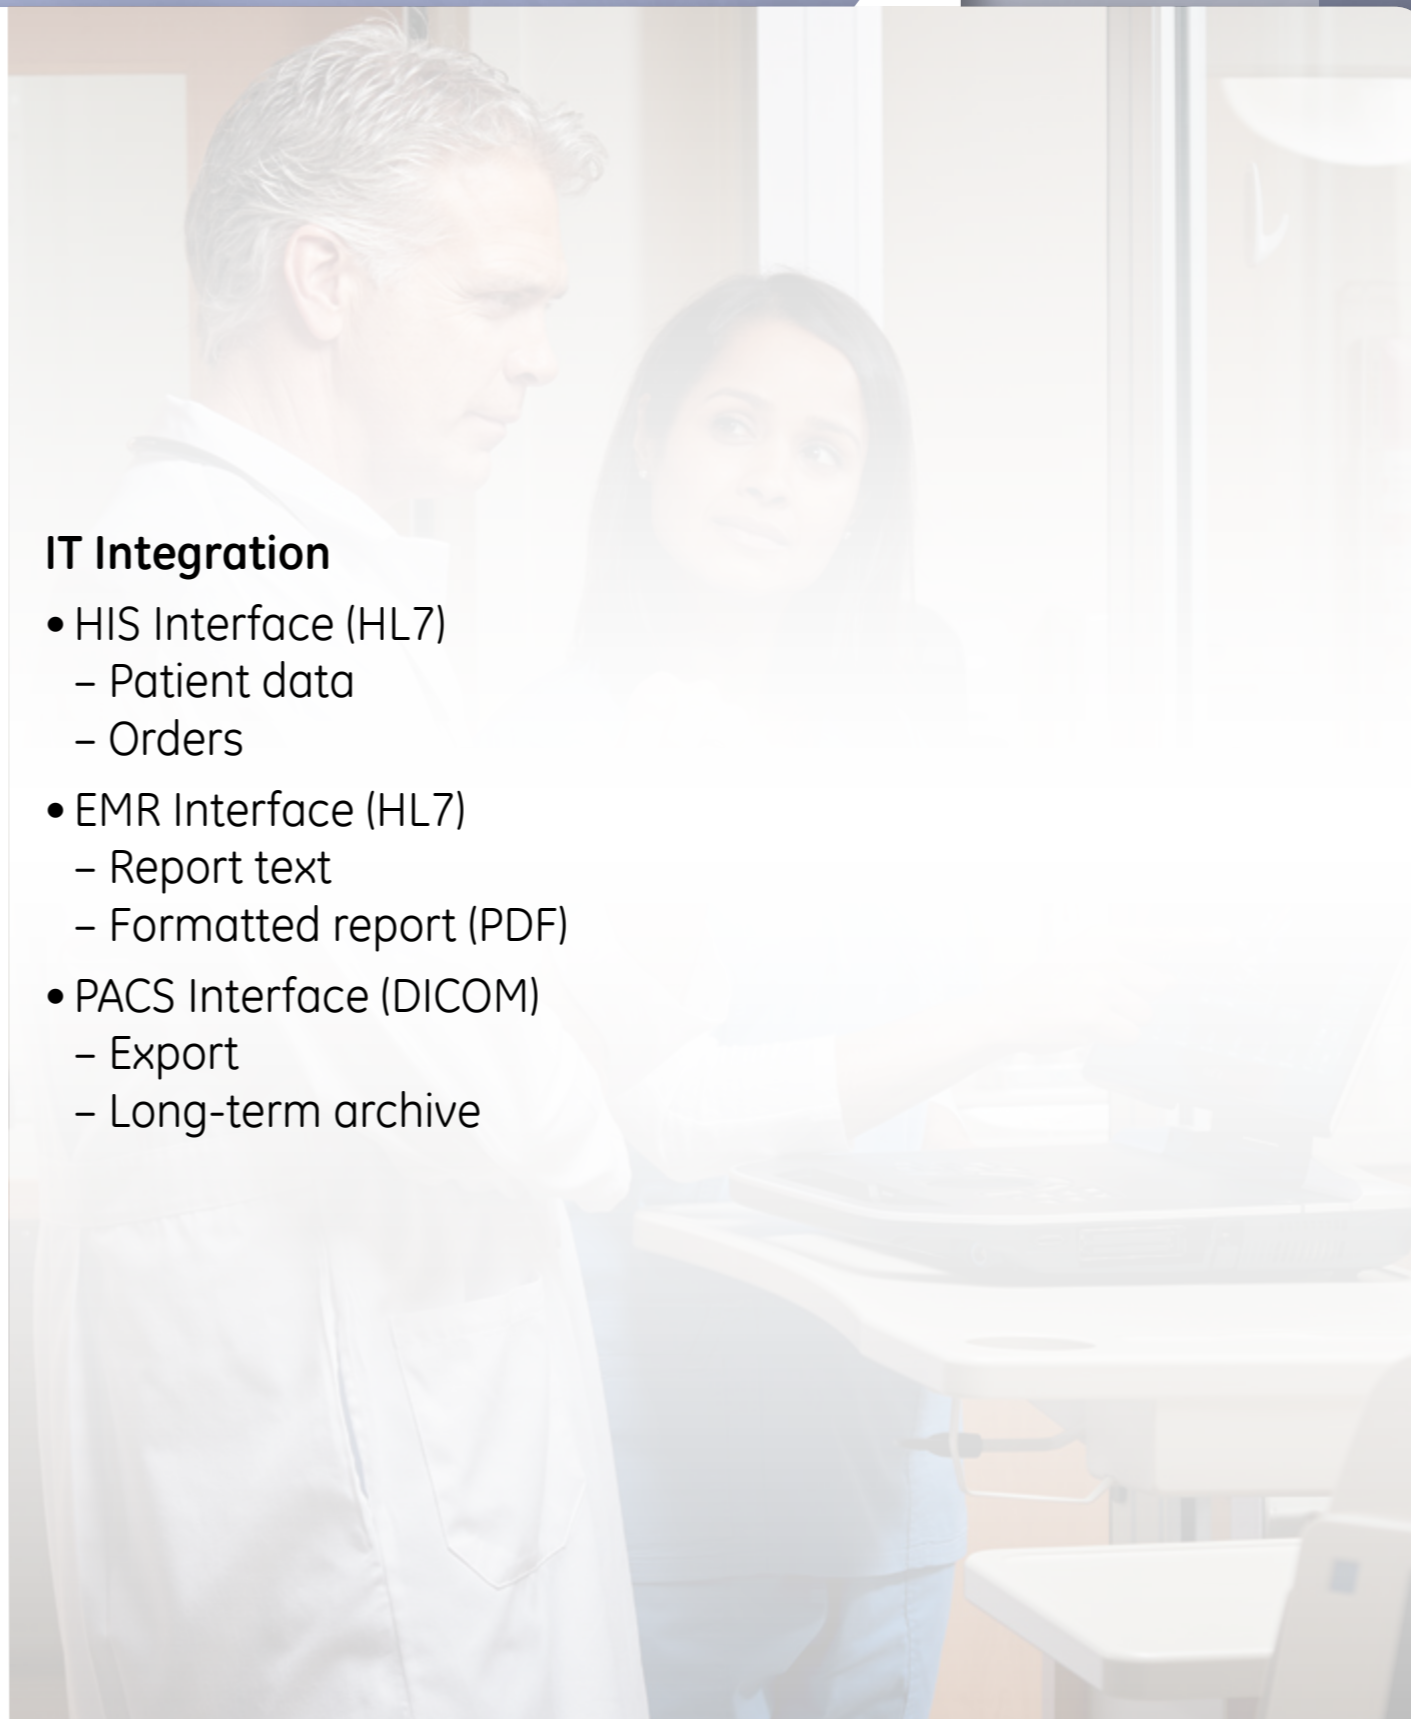 IT Integration
• HIS Interface (HL7)
– Patient data
– Orders
• EMR Interface (HL7)
– Report text
– Formatted report (PDF)
• PACS Interface (DICOM)
– Export
– Long-term archive